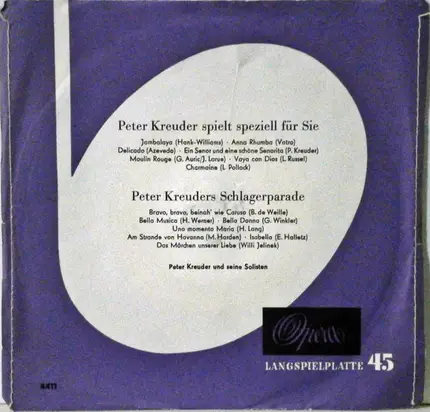 Peter Kreuder spielt speziell für Sie
Jambalaya (Hank-Williams) · Anna Rhumba (Vatro)
Delicado (Azevedo) · Ein Senor und eine schöne Senorita (P. Kreuder)
Moulin Rouge (G. Auric/J. Larue) · Vaya con Dios (L. Russel)
Charmaine (L. Pollack)
Peter Kreuders Schlagerparade
Bravo, bravo, beinah' wie Caruso (B. de Weille)
Bella Musica (H. Werner) · Bella Donna (G. Winkler)
Uno momento Maria (H. Lang)
Am Strande von Havanna (M. Harden) · Isabella (E. Halletz)
Das Märchen unserer Liebe (Willi Jelinek)
Peter Kreuder und seine Solisten
Opera
LANGSPIELPLATTE 45
4411